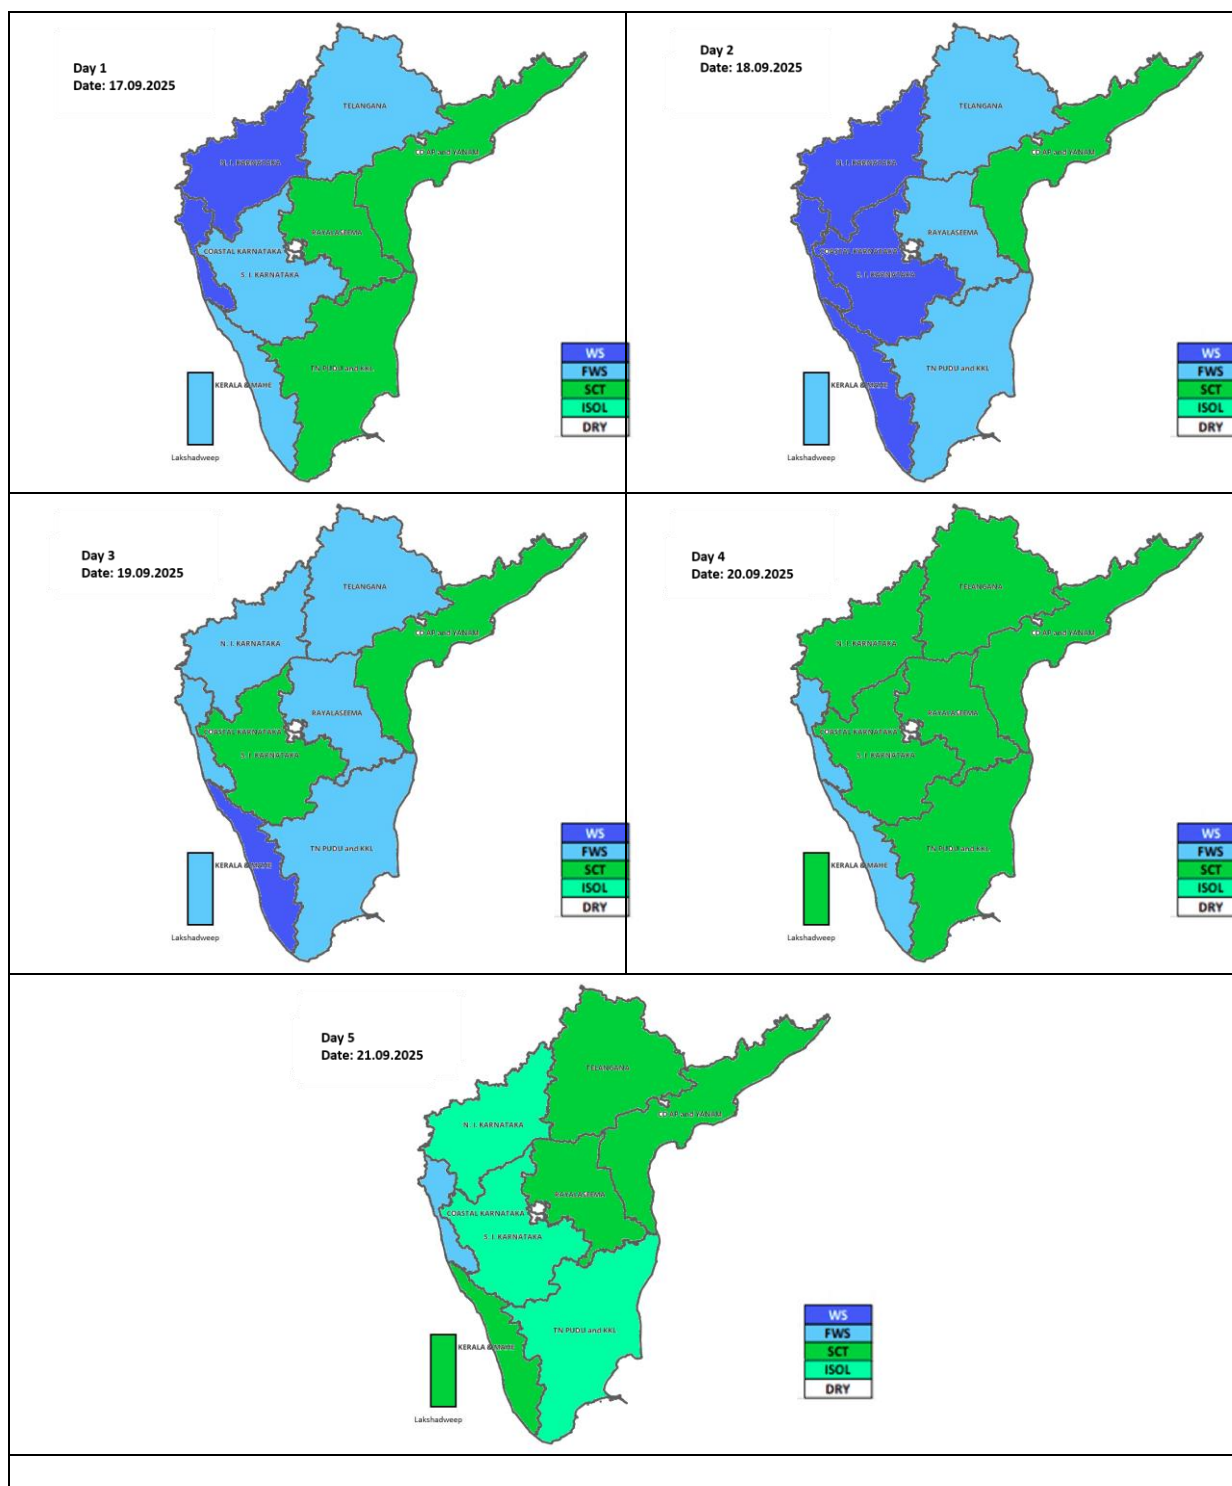 Day 1
Date: 17.09.2025
TELANGANA
AP and YANAM
N. I. KARNATAKA
RAYALASEEMA
COASTAL KARNATAKA
S. I. KARNATAKA
TN PUDU and KKL
KERALA & MAHE
Lakshadweep
WS
FWS
SCT
ISOL
DRY
Day 2
Date: 18.09.2025
TELANGANA
AP and YANAM
N. I. KARNATAKA
RAYALASEEMA
COASTAL KARNATAKA
S. I. KARNATAKA
TN PUDU and KKL
KERALA & MAHE
Lakshadweep
WS
FWS
SCT
ISOL
DRY
Day 3
Date: 19.09.2025
TELANGANA
AP and YANAM
N. I. KARNATAKA
RAYALASEEMA
COASTAL KARNATAKA
S. I. KARNATAKA
TN PUDU and KKL
KERALA & MAHE
Lakshadweep
WS
FWS
SCT
ISOL
DRY
Day 4
Date: 20.09.2025
TELANGANA
AP and YANAM
N. I. KARNATAKA
RAYALASEEMA
COASTAL KARNATAKA
S. I. KARNATAKA
TN PUDU and KKL
KERALA & MAHE
Lakshadweep
WS
FWS
SCT
ISOL
DRY
Day 5
Date: 21.09.2025
TELANGANA
AP and YANAM
N. I. KARNATAKA
RAYALASEEMA
COASTAL KARNATAKA
S. I. KARNATAKA
TN PUDU and KKL
KERALA & MAHE
Lakshadweep
WS
FWS
SCT
ISOL
DRY